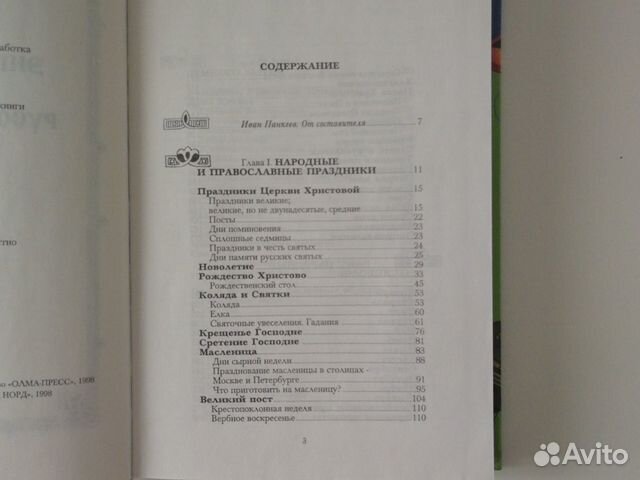 аботка
книги
стно
во «ОЛМА-ПРЕСС», 1998
НОРД», 1998
СОДЕРЖАНИЕ
Иван Панкеев. От составителя 7
Глава I. НАРОДНЫЕ
И ПРАВОСЛАВНЫЕ ПРАЗДНИКИ 11
Праздники Церкви Христовой 15
Праздники великие;
великие, но не двунадесятые, средние 15
Посты 22
Дни поминовения 23
Сплошные седмицы 23
Праздники в честь святых 24
Дни памяти русских святых 25
Новолетие 29
Рождество Христово 33
Рождественский стол 45
Коляда и Святки 53
Коляда 53
Елка 60
Святочные увеселения. Гадания 61
Крещенье Господне 76
Сретение Господне 81
Масленица 83
Дни сырной недели 88
Празднование масленицы в столицах -
Москве и Петербурге 91
Что приготовить на масленицу? 95
Великий пост 104
Крестопоклонная неделя 110
Вербное воскресенье 110
3
Avito